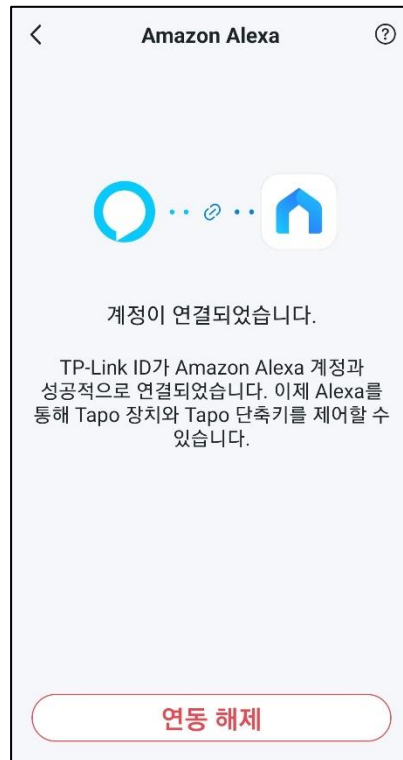 Amazon Alexa
계정이 연결되었습니다.
TP-Link ID가 Amazon Alexa 계정과
성공적으로 연결되었습니다. 이제 Alexa를
통해 Tapo 장치와 Tapo 단축키를 제어할 수
있습니다.
연동 해제